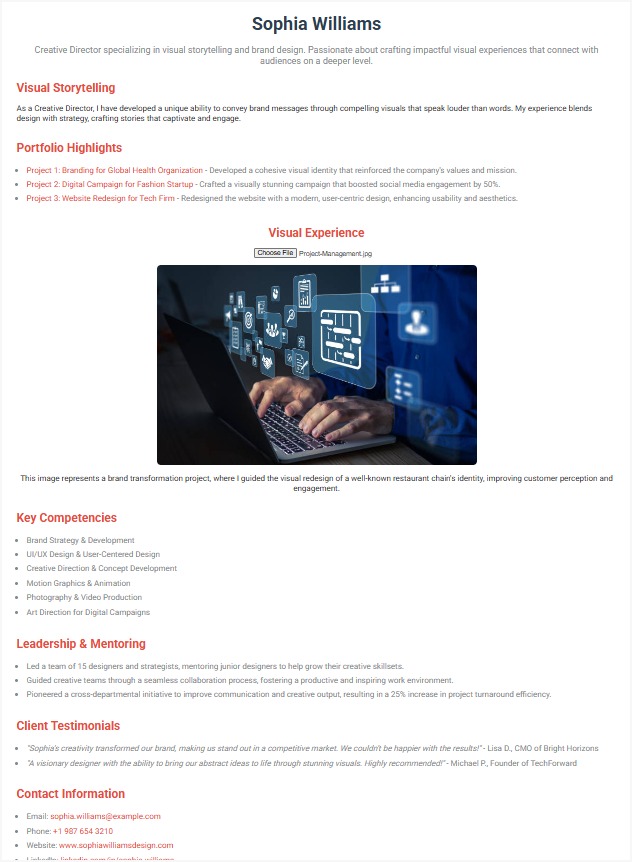 Sophia Williams
Creative Director specializing in visual storytelling and brand design. Passionate about crafting impactful visual experiences that connect with
audiences on a deeper level.
Visual Storytelling
As a Creative Director, I have developed a unique ability to convey brand messages through compelling visuals that speak louder than words. My experience blends
design with strategy, crafting stories that captivate and engage.
Portfolio Highlights
Project 1: Branding for Global Health Organization - Developed a cohesive visual identity that reinforced the company's values and mission.
Project 2: Digital Campaign for Fashion Startup - Crafted a visually stunning campaign that boosted social media engagement by 50%.
Project 3: Website Redesign for Tech Firm - Redesigned the website with a modern, user-centric design, enhancing usability and aesthetics.
Visual Experience
Choose File Project-Management.jpg
This image represents a brand transformation project, where I guided the visual redesign of a well-known restaurant chain's identity, improving customer perception and
engagement.
Key Competencies
Brand Strategy & Development
UI/UX Design & User-Centered Design
Creative Direction & Concept Development
Motion Graphics & Animation
Photography & Video Production
Art Direction for Digital Campaigns
Leadership & Mentoring
Led a team of 15 designers and strategists, mentoring junior designers to help grow their creative skillsets.
Guided creative teams through a seamless collaboration process, fostering a productive and inspiring work environment.
Pioneered a cross-departmental initiative to improve communication and creative output, resulting in a 25% increase in project turnaround efficiency.
Client Testimonials
"Sophia's creativity transformed our brand, making us stand out in a competitive market. We couldn't be happier with the results!" - Lisa D., CMO of Bright Horizons
"A visionary designer with the ability to bring our abstract ideas to life through stunning visuals. Highly recommended!" - Michael P., Founder of TechForward
Contact Information
Email: sophia.williams@example.com
Phone: +1 987 654 3210
Website: www.sophiawilliamsdesign.com
LinkedIn: linkedin.com/in/sophia-williams